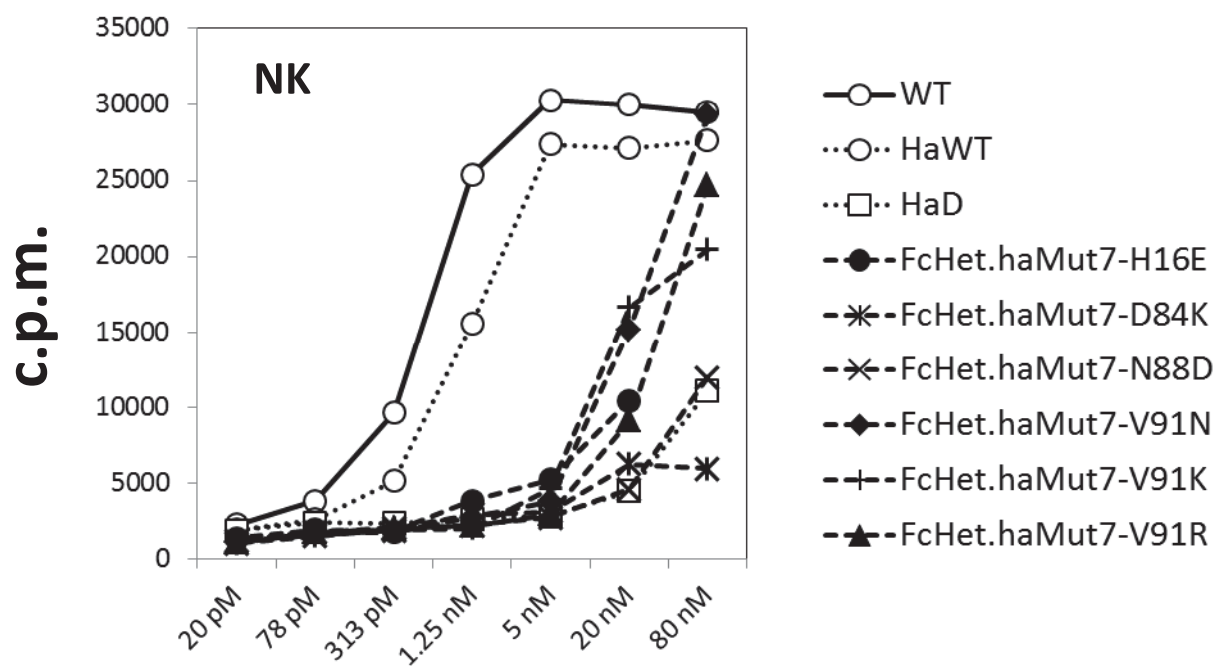 35000
30000
25000
20000
15000
10000
5000
0
c.p.m.
NK
20 pM
78 pM
313 pM
1.25 nM
5 nM
20 nM
80 nM
WT
HaWT
HaD
FcHet.haMut7-H16E
FcHet.haMut7-D84K
FcHet.haMut7-N88D
FcHet.haMut7-V91N
FcHet.haMut7-V91K
FcHet.haMut7-V91R